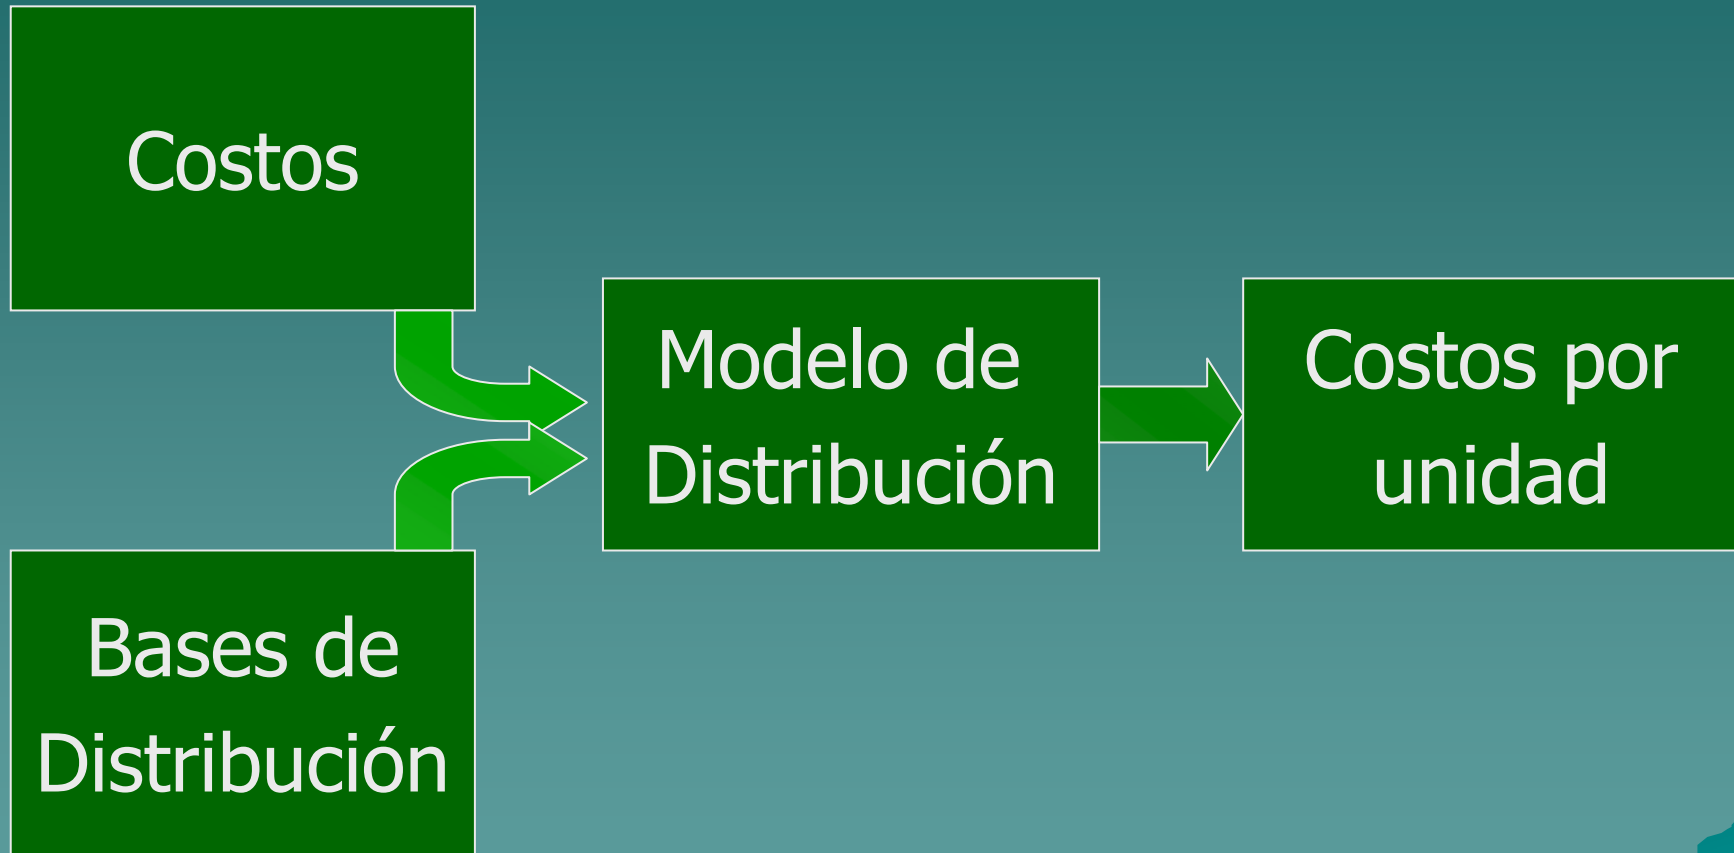 Costos
Modelo de
Distribución
Costos por
unidad
Bases de
Distribución